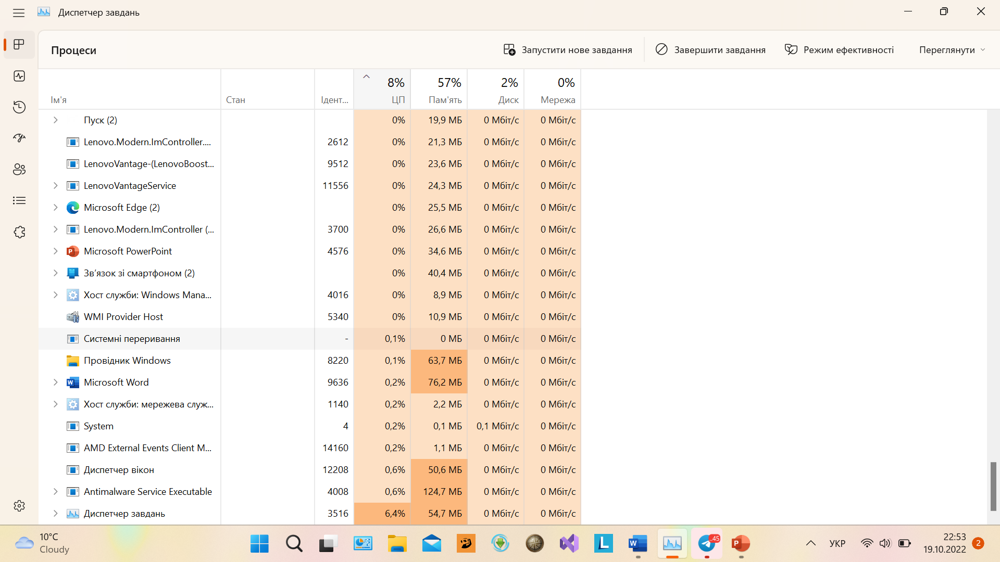 Диспетчер завдань
Процеси
Запустити нове завдання
Завершити завдання
Режим ефективності
Переглянути
8% 57% 2% 0%
Ім'я Стан Ідент... ЦП Пам'ять Диск Мережа
Пуск (2) 0% 19,9 МБ 0 Мбіт/с 0 Мбіт/с
Lenovo.Modern.ImController.... 2612 0% 21,3 МБ 0 Мбіт/с 0 Мбіт/с
LenovoVantage-(LenovoBoost... 9512 0% 23,6 МБ 0 Мбіт/с 0 Мбіт/с
LenovoVantageService 11556 0% 24,3 МБ 0 Мбіт/с 0 Мбіт/с
Microsoft Edge (2) 0% 25,5 МБ 0 Мбіт/с 0 Мбіт/с
Lenovo.Modern.ImController (... 3700 0% 26,6 МБ 0 Мбіт/с 0 Мбіт/с
Microsoft PowerPoint 4576 0% 34,6 МБ 0 Мбіт/с 0 Мбіт/с
Зв’язок зі смартфоном (2) 0% 40,4 МБ 0 Мбіт/с 0 Мбіт/с
Хост служби: Windows Mana... 4016 0% 8,9 МБ 0 Мбіт/с 0 Мбіт/с
WMI Provider Host 5340 0% 10,9 МБ 0 Мбіт/с 0 Мбіт/с
Системні переривання - 0,1% 0 МБ 0 Мбіт/с 0 Мбіт/с
Провідник Windows 8220 0,1% 63,7 МБ 0 Мбіт/с 0 Мбіт/с
Microsoft Word 9636 0,2% 76,2 МБ 0 Мбіт/с 0 Мбіт/с
Хост служби: мережева служ... 1140 0,2% 2,2 МБ 0 Мбіт/с 0 Мбіт/с
System 4 0,2% 0,1 МБ 0,1 Мбіт/с 0 Мбіт/с
AMD External Events Client M... 14160 0,2% 1,1 МБ 0 Мбіт/с 0 Мбіт/с
Диспетчер вікон 12208 0,6% 50,6 МБ 0 Мбіт/с 0 Мбіт/с
Antimalware Service Executable 4008 0,6% 124,7 МБ 0 Мбіт/с 0 Мбіт/с
Диспетчер завдань 3516 6,4% 54,7 МБ 0 Мбіт/с 0 Мбіт/с
10°C
Cloudy
L
W
..45
P
УКР
22:53
19.10.2022
2